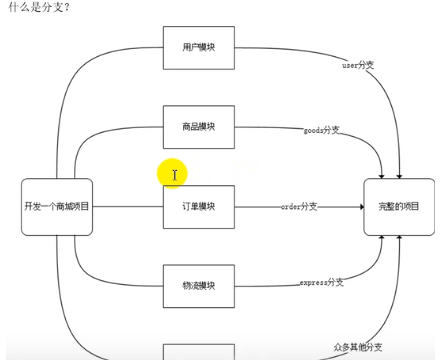 什么是分支?
用户模块
user分支
商品模块
goods分支
开发一个商城项目
订单模块
order分支
完整的项目
物流模块
express分支
众多其他分支